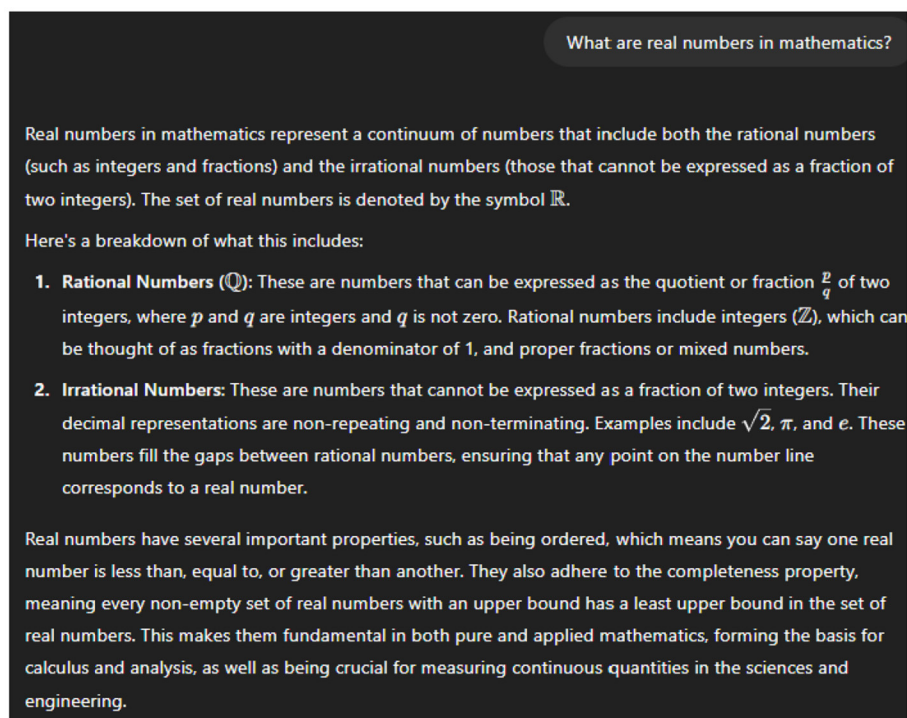 What are real numbers in mathematics?
Real numbers in mathematics represent a continuum of numbers that include both the rational numbers
(such as integers and fractions) and the irrational numbers (those that cannot be expressed as a fraction of
two integers). The set of real numbers is denoted by the symbol ℝ.
Here's a breakdown of what this includes:
1. Rational Numbers (ℚ): These are numbers that can be expressed as the quotient or fraction p/q of two
integers, where p and q are integers and q is not zero. Rational numbers include integers (ℤ), which can
be thought of as fractions with a denominator of 1, and proper fractions or mixed numbers.
2. Irrational Numbers: These are numbers that cannot be expressed as a fraction of two integers. Their
decimal representations are non-repeating and non-terminating. Examples include √2, π, and e. These
numbers fill the gaps between rational numbers, ensuring that any point on the number line
corresponds to a real number.
Real numbers have several important properties, such as being ordered, which means you can say one real
number is less than, equal to, or greater than another. They also adhere to the completeness property,
meaning every non-empty set of real numbers with an upper bound has a least upper bound in the set of
real numbers. This makes them fundamental in both pure and applied mathematics, forming the basis for
calculus and analysis, as well as being crucial for measuring continuous quantities in the sciences and
engineering.